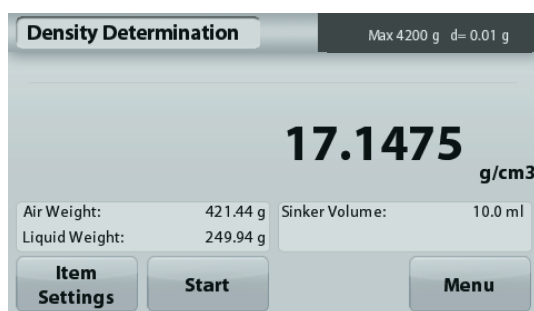 Density Determination
Max 4200 g d= 0.01 g
17.1475
g/cm3
Air Weight: 421.44 g
Liquid Weight: 249.94 g
Sinker Volume: 10.0 ml
Item Settings
Start
Menu